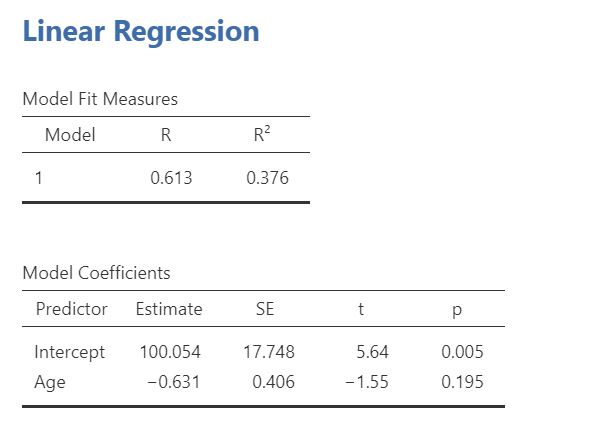 Linear Regression
Model Fit Measures
Model R R²
1 0.613 0.376
Model Coefficients
Predictor Estimate SE t p
Intercept 100.054 17.748 5.64 0.005
Age −0.631 0.406 −1.55 0.195